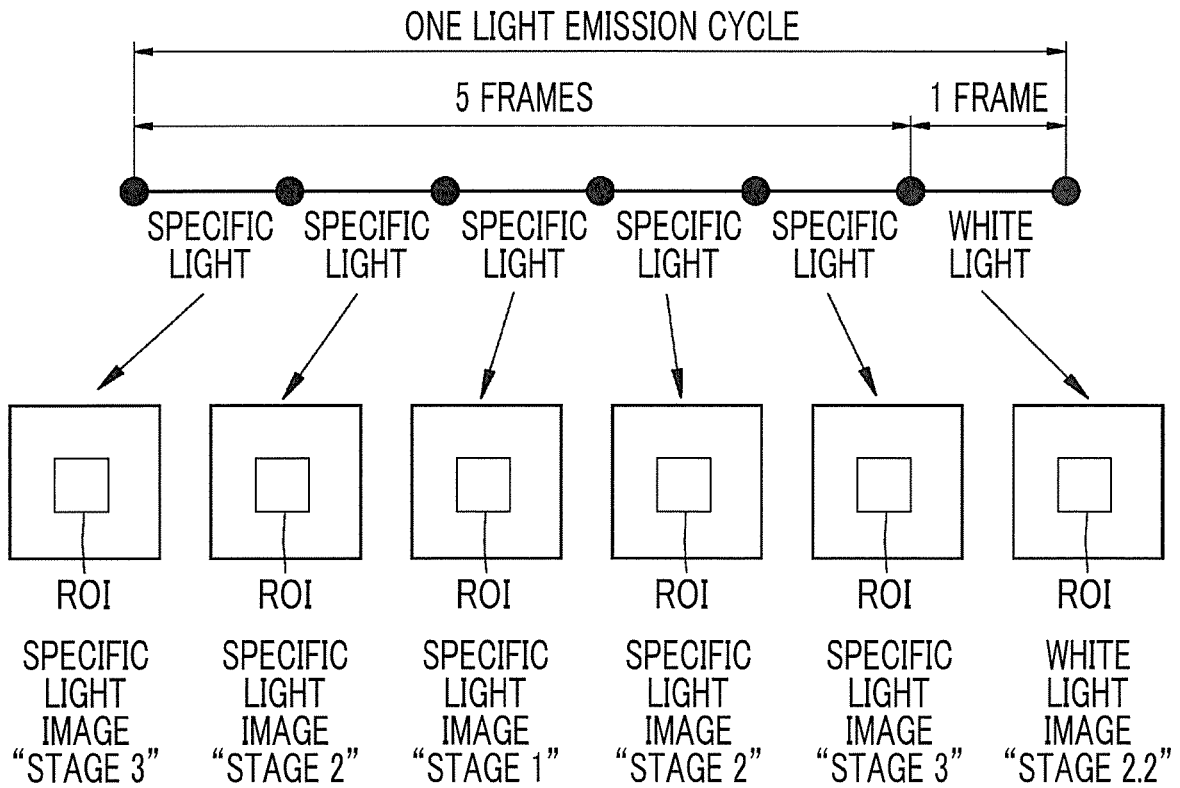 ONE LIGHT EMISSION CYCLE
5 FRAMES
1 FRAME
SPECIFIC
LIGHT
SPECIFIC
LIGHT
SPECIFIC
LIGHT
SPECIFIC
LIGHT
SPECIFIC
LIGHT
WHITE
LIGHT
ROI
ROI
ROI
ROI
ROI
ROI
SPECIFIC
LIGHT
IMAGE
“STAGE 3”
SPECIFIC
LIGHT
IMAGE
“STAGE 2”
SPECIFIC
LIGHT
IMAGE
“STAGE 1”
SPECIFIC
LIGHT
IMAGE
“STAGE 2”
SPECIFIC
LIGHT
IMAGE
“STAGE 3”
WHITE
LIGHT
IMAGE
“STAGE 2.2”